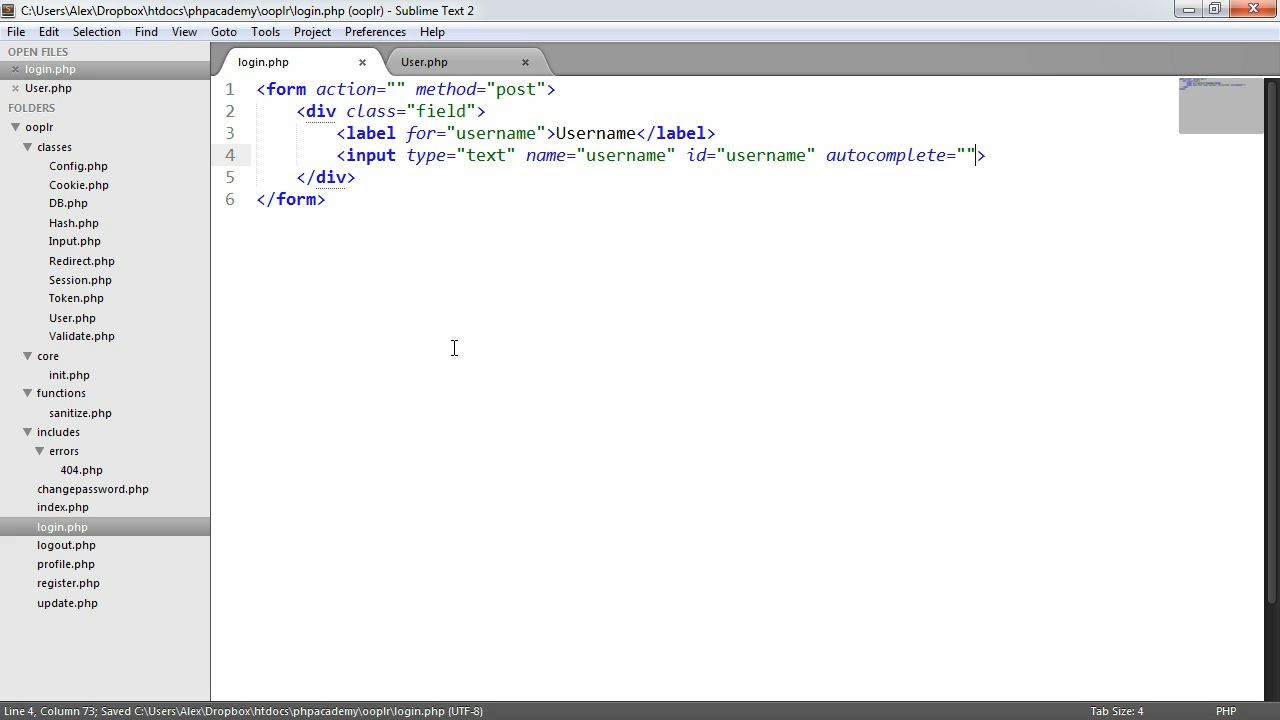 C:\Users\Alex\Dropbox\htdocs\phpacademy\ooplr\login.php (ooplr) - Sublime Text 2
File Edit Selection Find View Goto Tools Project Preferences Help
OPEN FILES
login.php
User.php
FOLDERS
ooplr
classes
Config.php
Cookie.php
DB.php
Hash.php
Input.php
Redirect.php
Session.php
Token.php
User.php
Validate.php
core
init.php
functions
sanitize.php
includes
errors
404.php
changepassword.php
index.php
login.php
logout.php
profile.php
register.php
update.php
login.php User.php
1 <form action="" method="post">
2 <div class="field">
3 <label for="username">Username</label>
4 <input type="text" name="username" id="username" autocomplete="">
5 </div>
6 </form>
Line 4, Column 73; Saved C:\Users\Alex\Dropbox\htdocs\phpacademy\ooplr\login.php (UTF-8) Tab Size: 4 PHP